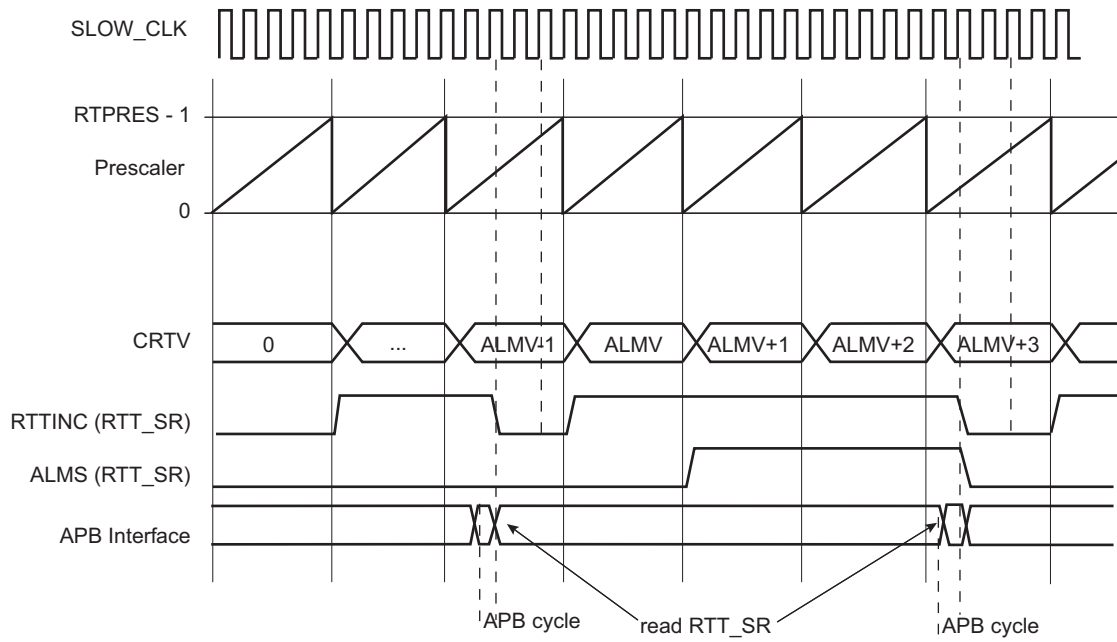 SLOW_CLK
RTPRES - 1
Prescaler
0
CRTV
0 ... ALMV-1 ALMV ALMV+1 ALMV+2 ALMV+3
RTTINC (RTT_SR)
ALMS (RTT_SR)
APB Interface
APB cycle read RTT_SR APB cycle